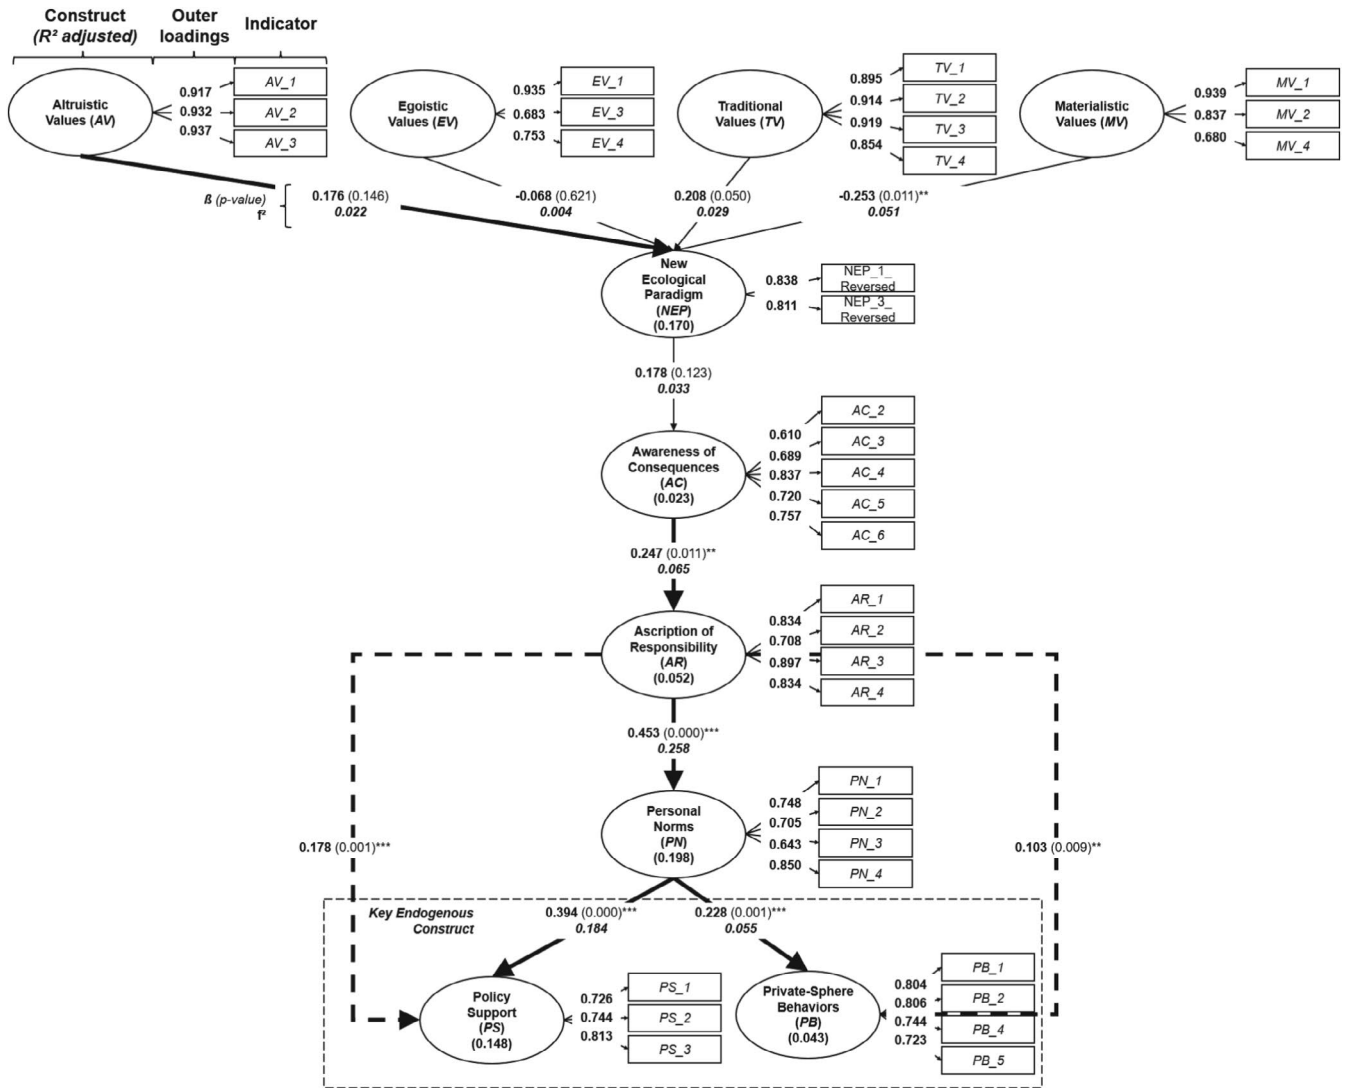 Construct
(R² adjusted)
Outer
loadings
Indicator
Altruistic
Values (AV)
0.917
0.932
0.937
AV_1
AV_2
AV_3
Egoistic
Values (EV)
0.935
0.683
0.753
EV_1
EV_3
EV_4
Traditional
Values (TV)
0.895
0.914
0.919
0.854
TV_1
TV_2
TV_3
TV_4
Materialistic
Values (MV)
0.939
0.837
0.680
MV_1
MV_2
MV_4
ß (p-value)
f²
0.176 (0.146)
0.022
-0.068 (0.621)
0.004
0.208 (0.050)
0.029
-0.253 (0.011)**
0.051
New
Ecological
Paradigm
(NEP)
(0.170)
0.838
0.811
NEP_1_
Reversed
NEP_3_
Reversed
0.178 (0.123)
0.033
Awareness of
Consequences
(AC)
(0.023)
0.610
0.689
0.837
0.720
0.757
AC_2
AC_3
AC_4
AC_5
AC_6
0.247 (0.011)**
0.065
Ascription of
Responsibility
(AR)
(0.052)
0.834
0.708
0.897
0.834
AR_1
AR_2
AR_3
AR_4
0.453 (0.000)***
0.258
Personal
Norms
(PN)
(0.198)
0.748
0.705
0.643
0.850
PN_1
PN_2
PN_3
PN_4
0.178 (0.001)***
0.103 (0.009)**
Key Endogenous
Construct
0.394 (0.000)***
0.184
0.228 (0.001)***
0.055
Policy
Support
(PS)
(0.148)
0.726
0.744
0.813
PS_1
PS_2
PS_3
Private-Sphere
Behaviors
(PB)
(0.043)
0.804
0.806
0.744
0.723
PB_1
PB_2
PB_4
PB_5